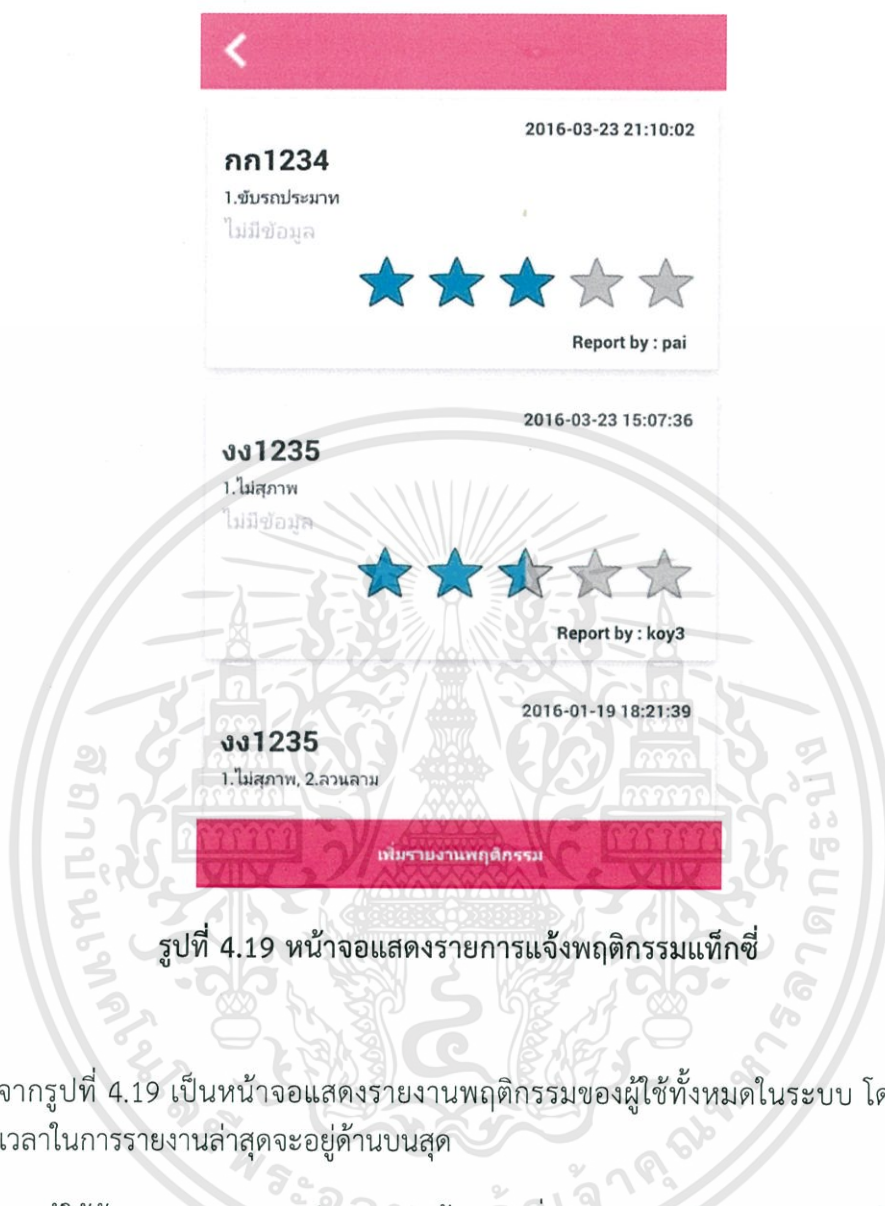 2016-03-23 21:10:02
กก1234
1.ขับรถประมาท
ไม่มีข้อมูล
Report by : pai
2016-03-23 15:07:36
งง1235
1.ไม่สุภาพ
ไม่มีข้อมูล
Report by : koy3
2016-01-19 18:21:39
งง1235
1.ไม่สุภาพ, 2.ลวนลาม
เพิ่มรายงานพฤติกรรม
รูปที่ 4.19 หน้าจอแสดงรายการแจ้งพฤติกรรมแท็กซี่
จากรูปที่ 4.19 เป็นหน้าจอแสดงรายงานพฤติกรรมของผู้ใช้ทั้งหมดในระบบ โด
เวลาในการรายงานล่าสุดจะอยู่ด้านบนสุด